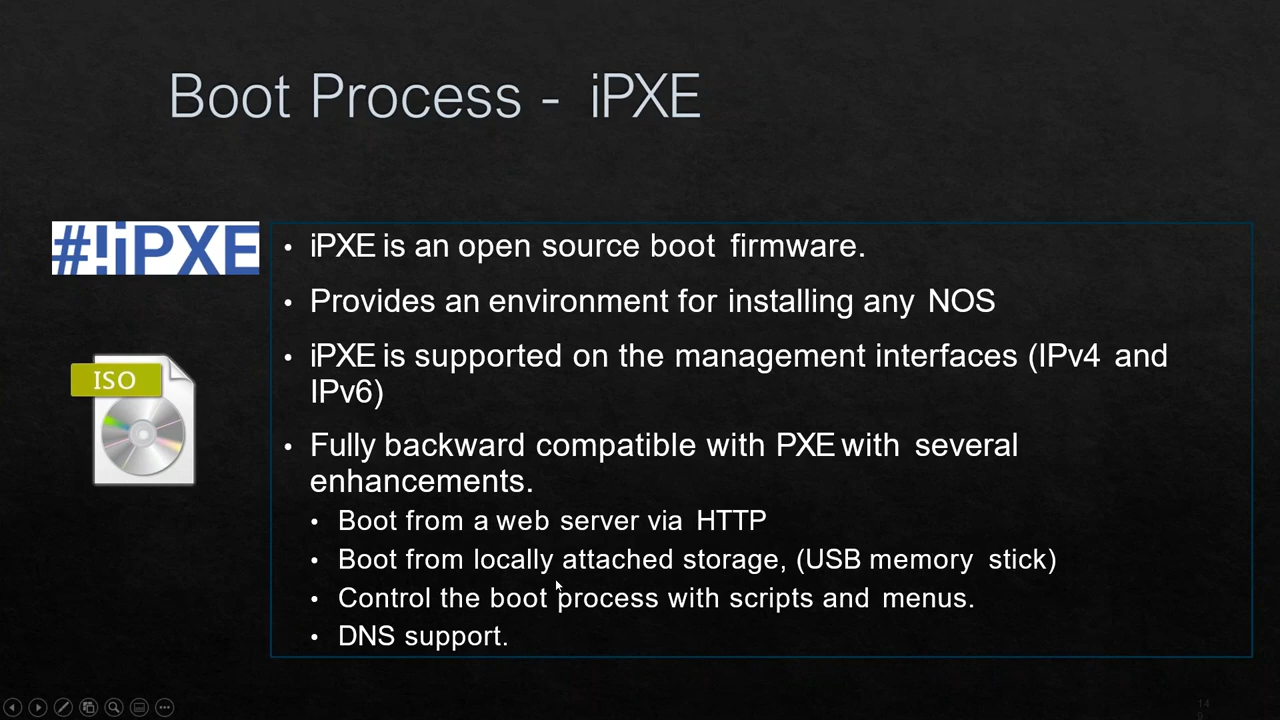 Boot Process - iPXE
#!iPXE
• iPXE is an open source boot firmware.
• Provides an environment for installing any NOS
• iPXE is supported on the management interfaces (IPv4 and
IPv6)
ISO
• Fully backward compatible with PXE with several
enhancements.
• Boot from a web server via HTTP
• Boot from locally attached storage, (USB memory stick)
• Control the boot process with scripts and menus.
• DNS support.
14